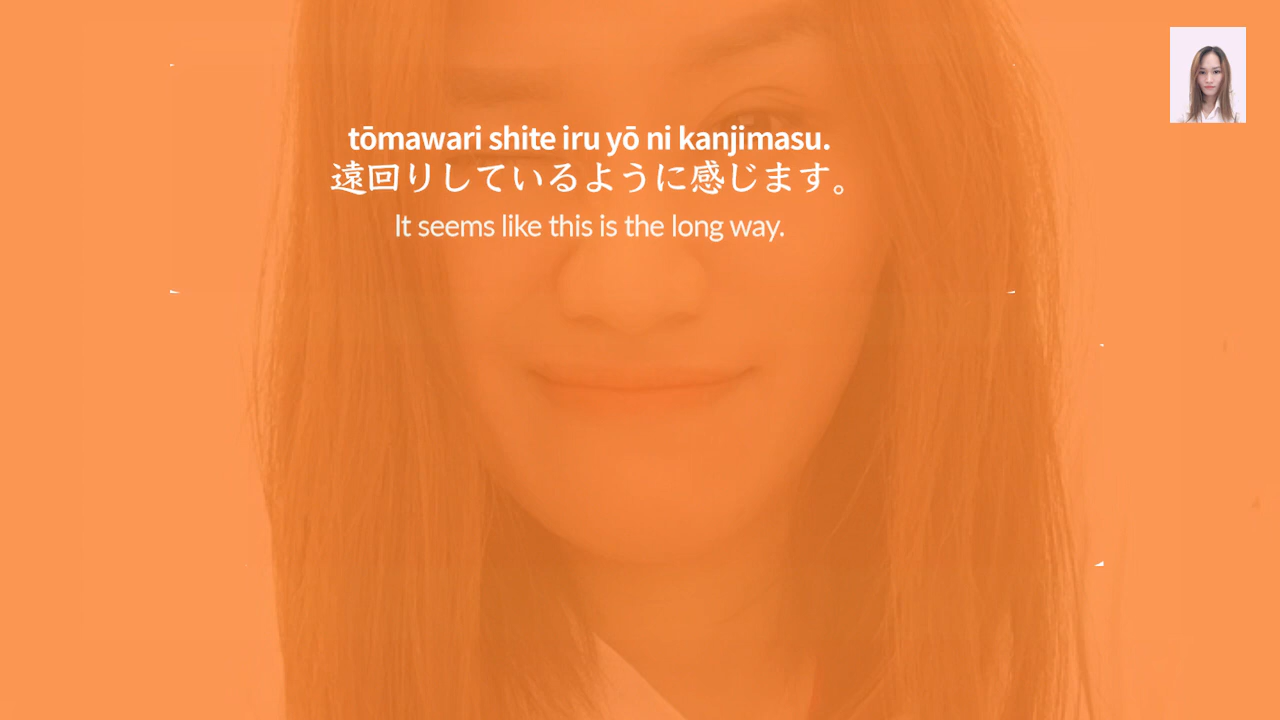 tōmawari shite iru yō ni kanjimasu.
遠回りしているように感じます。
It seems like this is the long way.